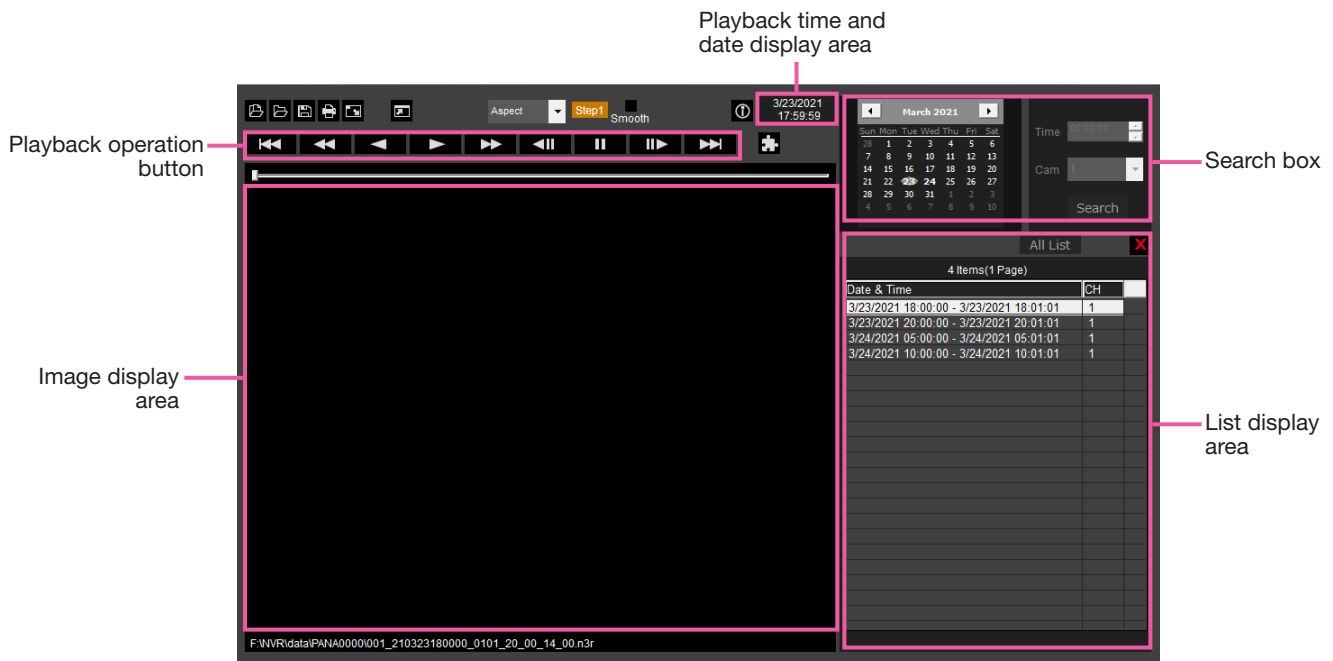 Playback time and
date display area
Playback operation
button
Image display
area
Search box
List display
area
Aspect
Step1
Smooth
3/23/2021
17:59:59
March 2021
Sun Mon Tue Wed Thu Fri Sat
28 1 2 3 4 5 6
7 8 9 10 11 12 13
14 15 16 17 18 19 20
21 22 23 24 25 26 27
28 29 30 31 1 2 3
4 5 6 7 8 9 10
Time 00:00:00
Cam 1
Search
All List X
4 Items(1 Page)
Date & Time CH
3/23/2021 18:00:00 - 3/23/2021 18:01:01 1
3/23/2021 20:00:00 - 3/23/2021 20:01:01 1
3/24/2021 05:00:00 - 3/24/2021 05:01:01 1
3/24/2021 10:00:00 - 3/24/2021 10:01:01 1
F:\NVR\data\PANA0000\001_210323180000_0101_20_00_14_00.n3r